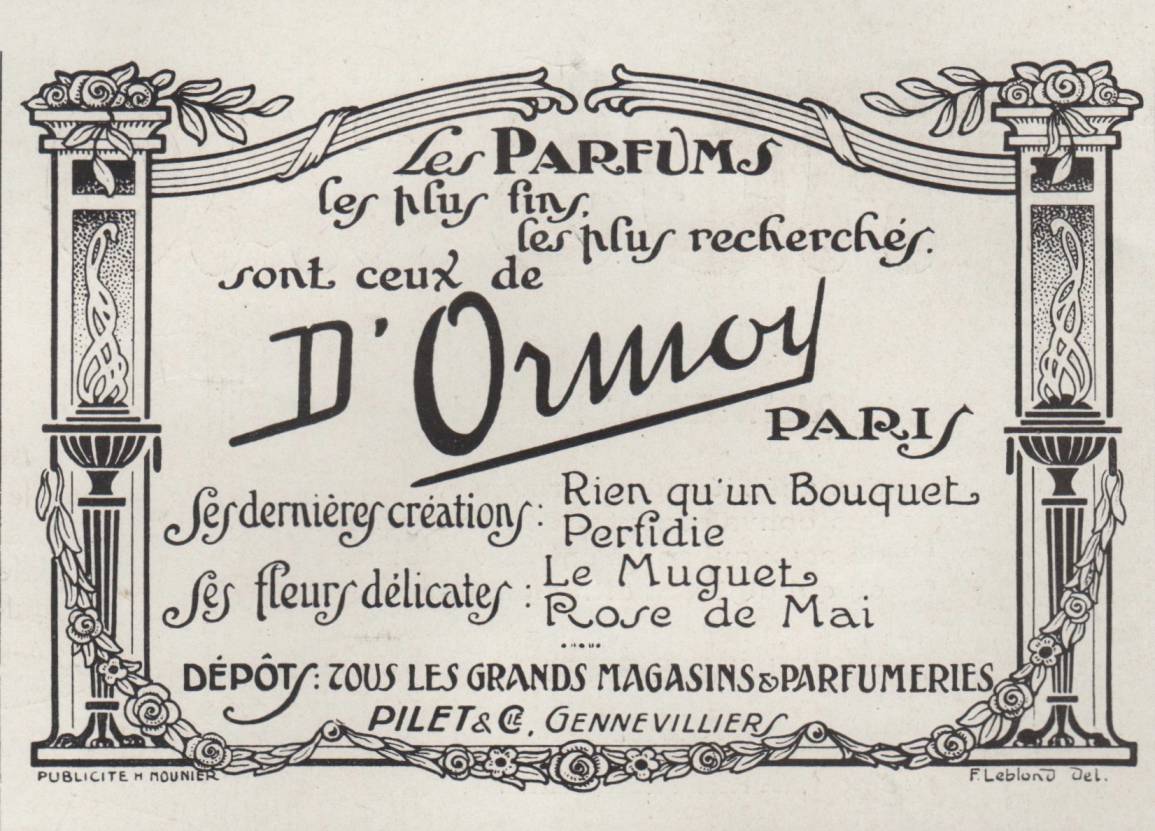 Les PARFUMS
les plus fins,
les plus recherchés.
sont ceux de
D'Ormoy
PARIS
Ses dernières créations : Rien qu'un Bouquet
Perfidie
Ses fleurs délicates : Le Muguet
Rose de Mai
DÉPÔTS : TOUS LES GRANDS MAGASINS & PARFUMERIES
PILET & CIE, GENNEVILLIERS
PUBLICITE H MOUNIER
F. Leblond Del.